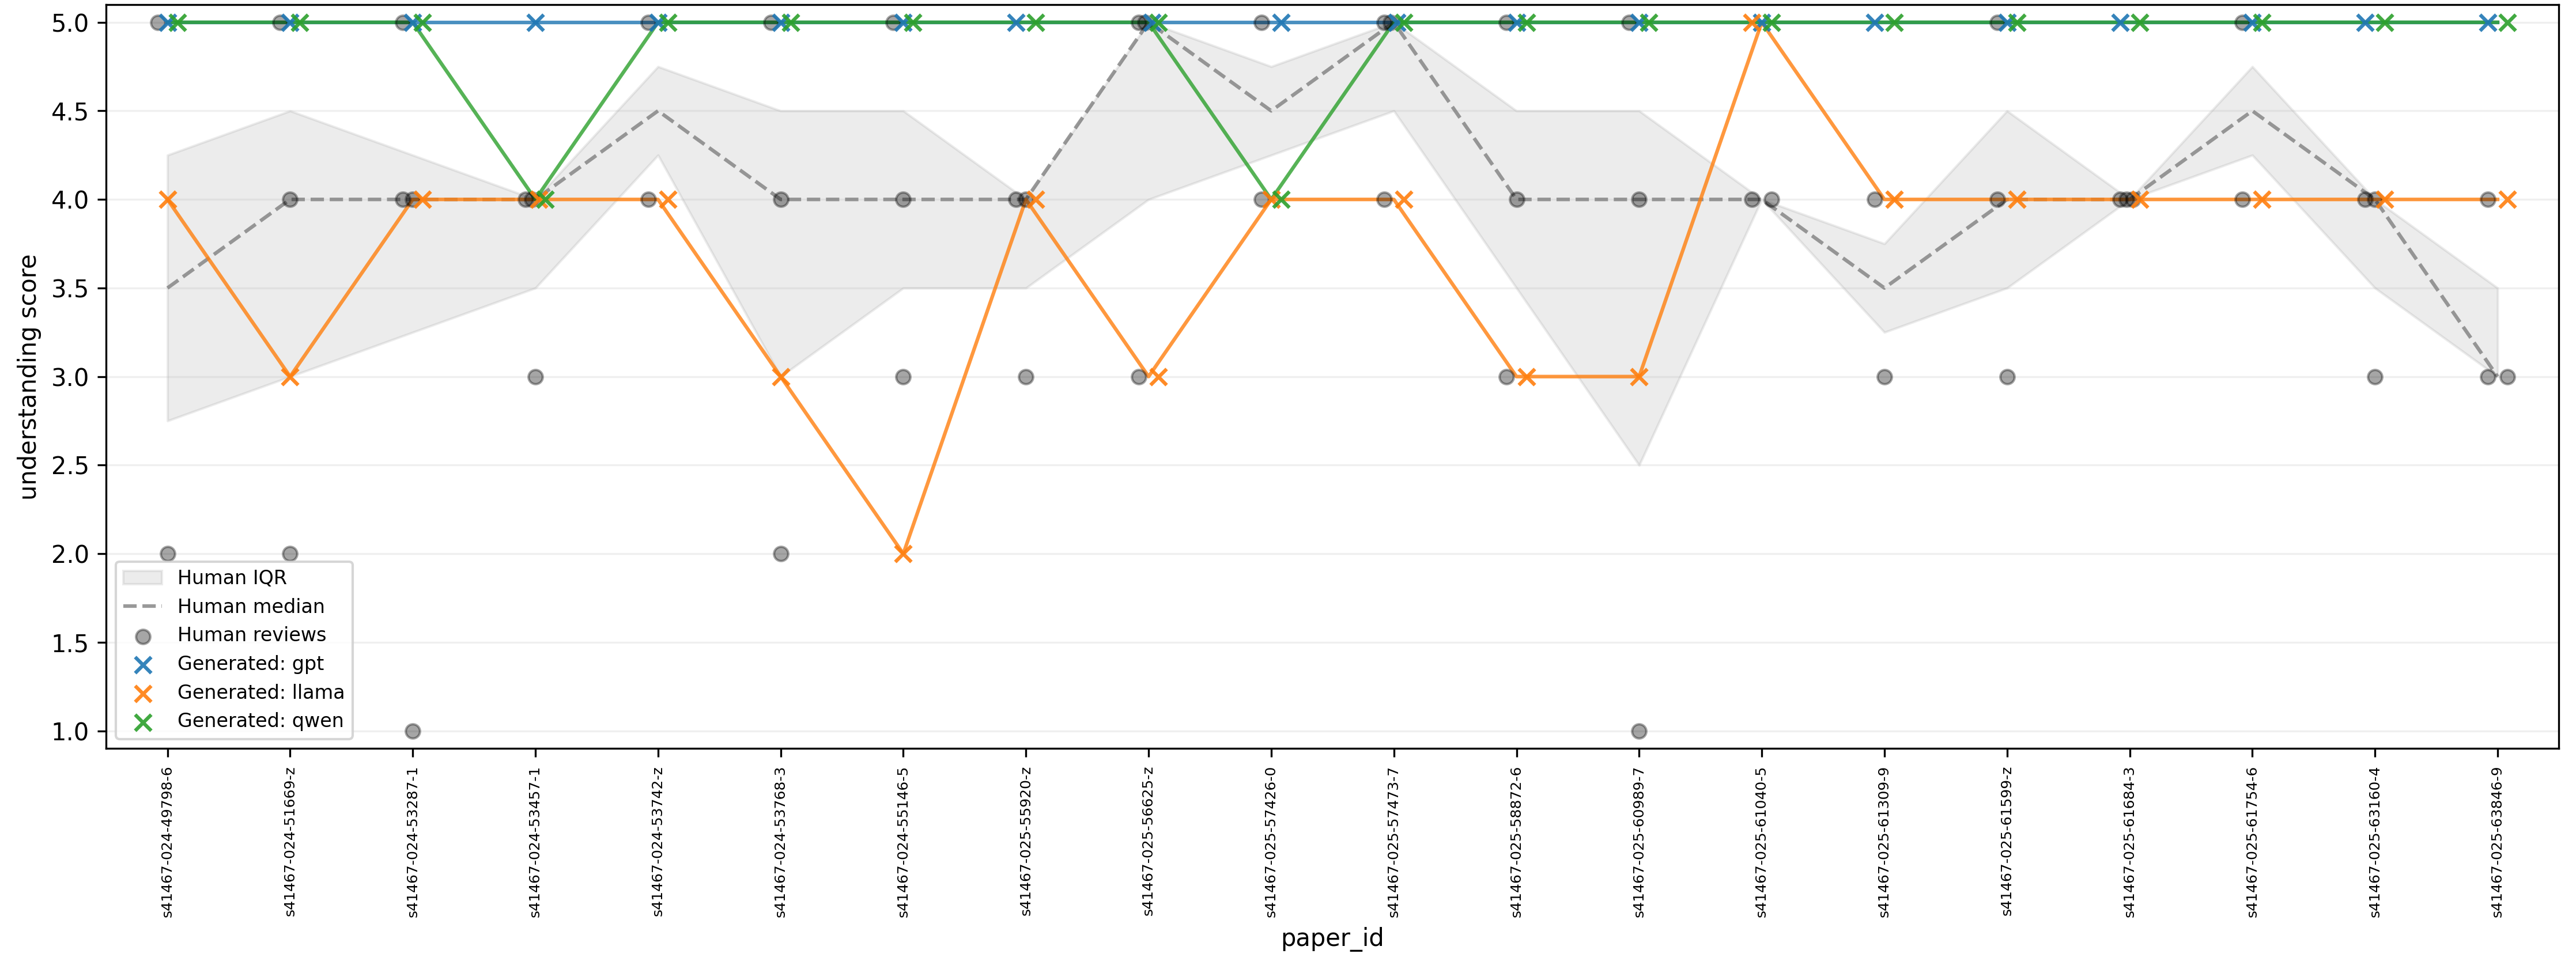 understanding score
5.0
4.5
4.0
3.5
3.0
2.5
2.0
1.5
1.0
Human IQR
Human median
Human reviews
Generated: gpt
Generated: llama
Generated: qwen
s41467-024-49798-6
s41467-024-51669-z
s41467-024-53287-1
s41467-024-53457-1
s41467-024-53742-z
s41467-024-53768-3
s41467-024-55146-5
s41467-025-55920-z
s41467-025-56625-z
s41467-025-57426-0
s41467-025-57473-7
s41467-025-58872-6
s41467-025-60989-7
s41467-025-61040-5
s41467-025-61309-9
s41467-025-61599-z
s41467-025-61684-3
s41467-025-61754-6
s41467-025-63160-4
s41467-025-63846-9
paper_id